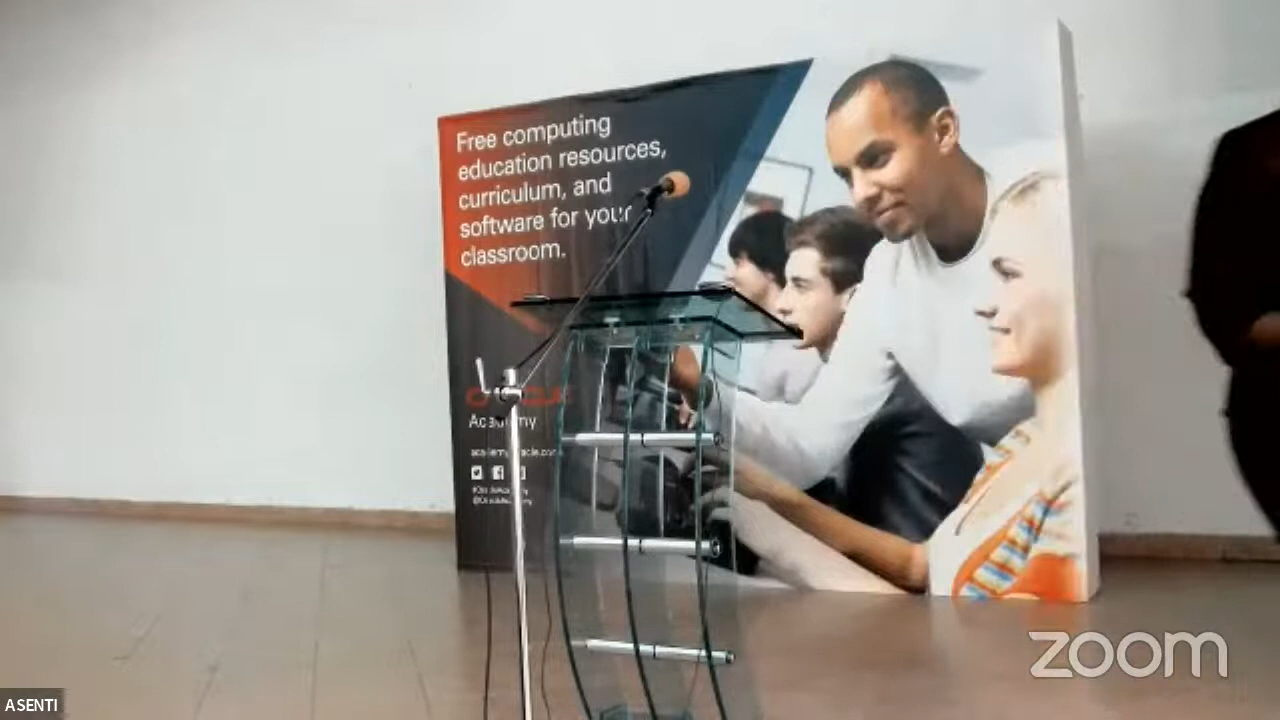 Free computing
education resources,
curriculum, and
software for your
classroom.
Academy
zoom
ASENTI